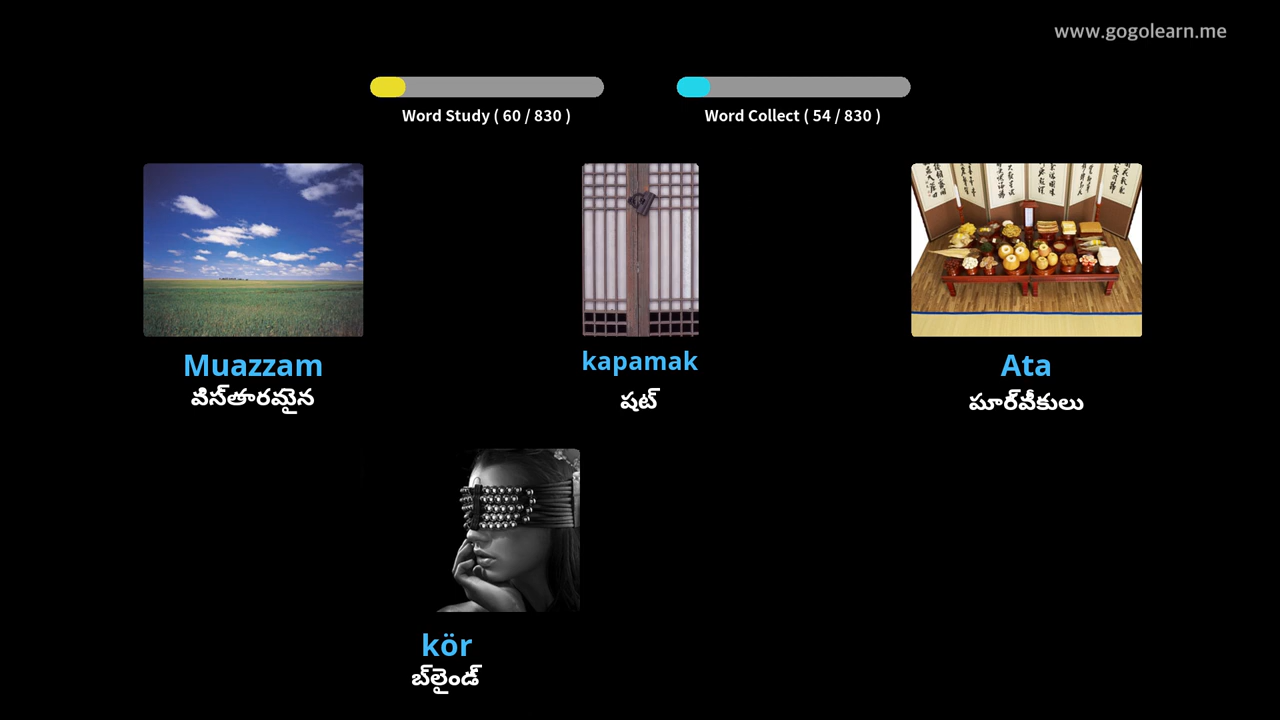 www.gogolearn.me
Word Study ( 60 / 830 )
Word Collect ( 54 / 830 )
Muazzam
విస్తారమైన
kapamak
షట్
Ata
పూర్వీకులు
kör
బ్లైండ్